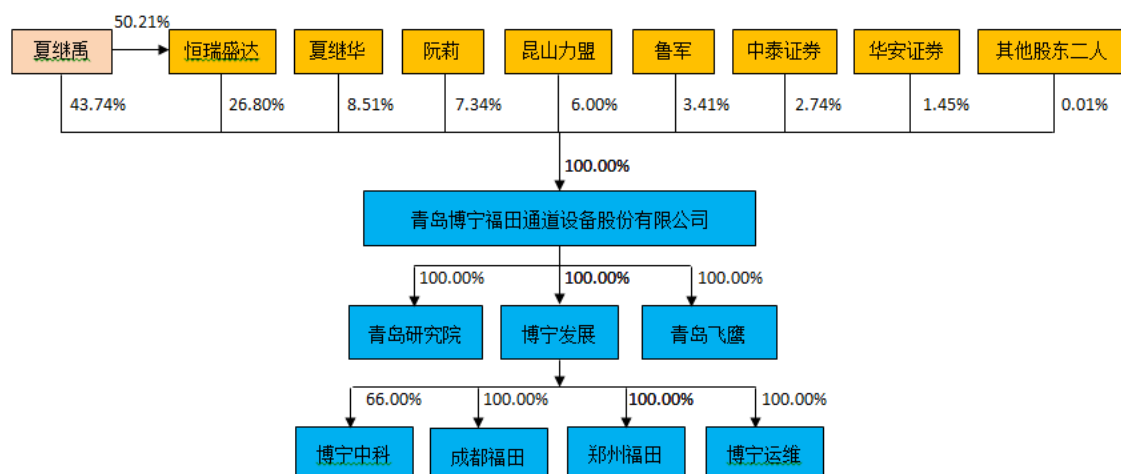 50.21%
夏继禹
恒瑞盛达
夏继华
阮莉
昆山力盟
鲁军
中泰证券
华安证券
其他股东二人
43.74%
26.80%
8.51%
7.34%
6.00%
3.41%
2.74%
1.45%
0.01%
100.00%
青岛博宁福田通道设备股份有限公司
100.00%
100.00%
100.00%
青岛研究院
博宁发展
青岛飞鹰
66.00%
100.00%
100.00%
100.00%
博宁中科
成都福田
郑州福田
博宁运维